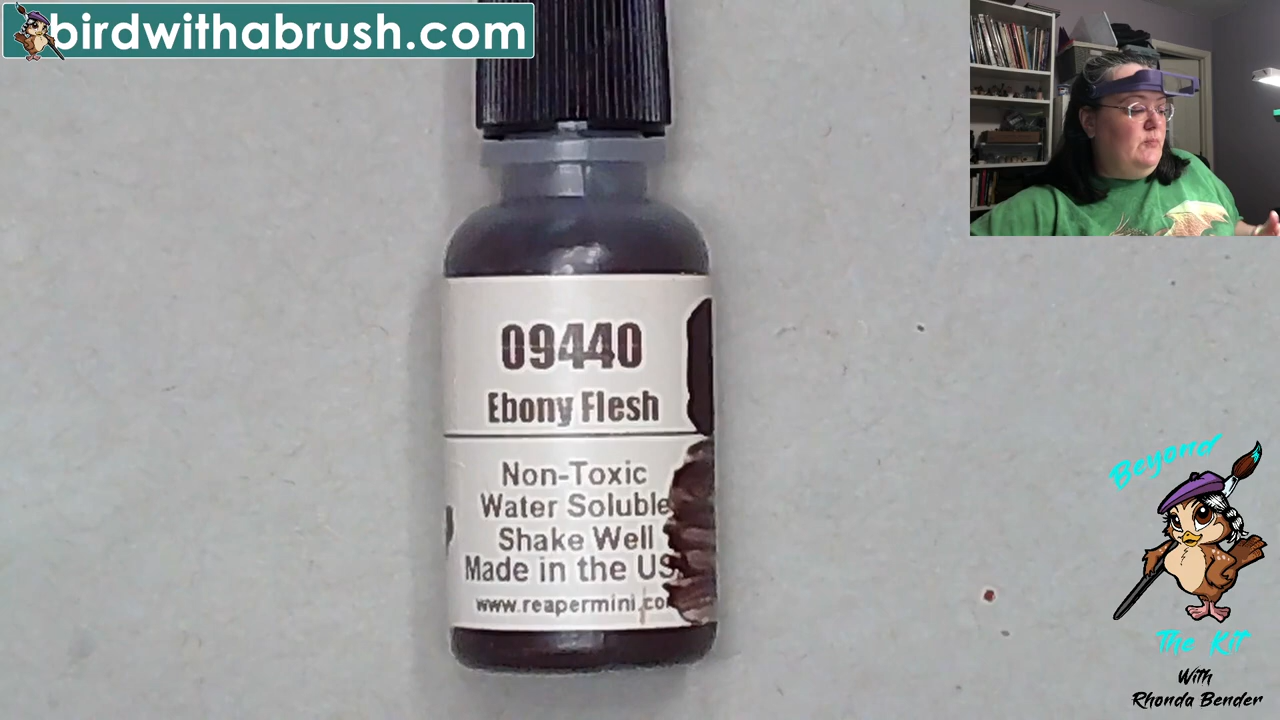 birdwithabrush.com
09440
Ebony Flesh
Non-Toxic
Water Soluble
Shake Well
Made in the US
www.reapermini.co
Beyond
The Kit
With
Rhonda Bender